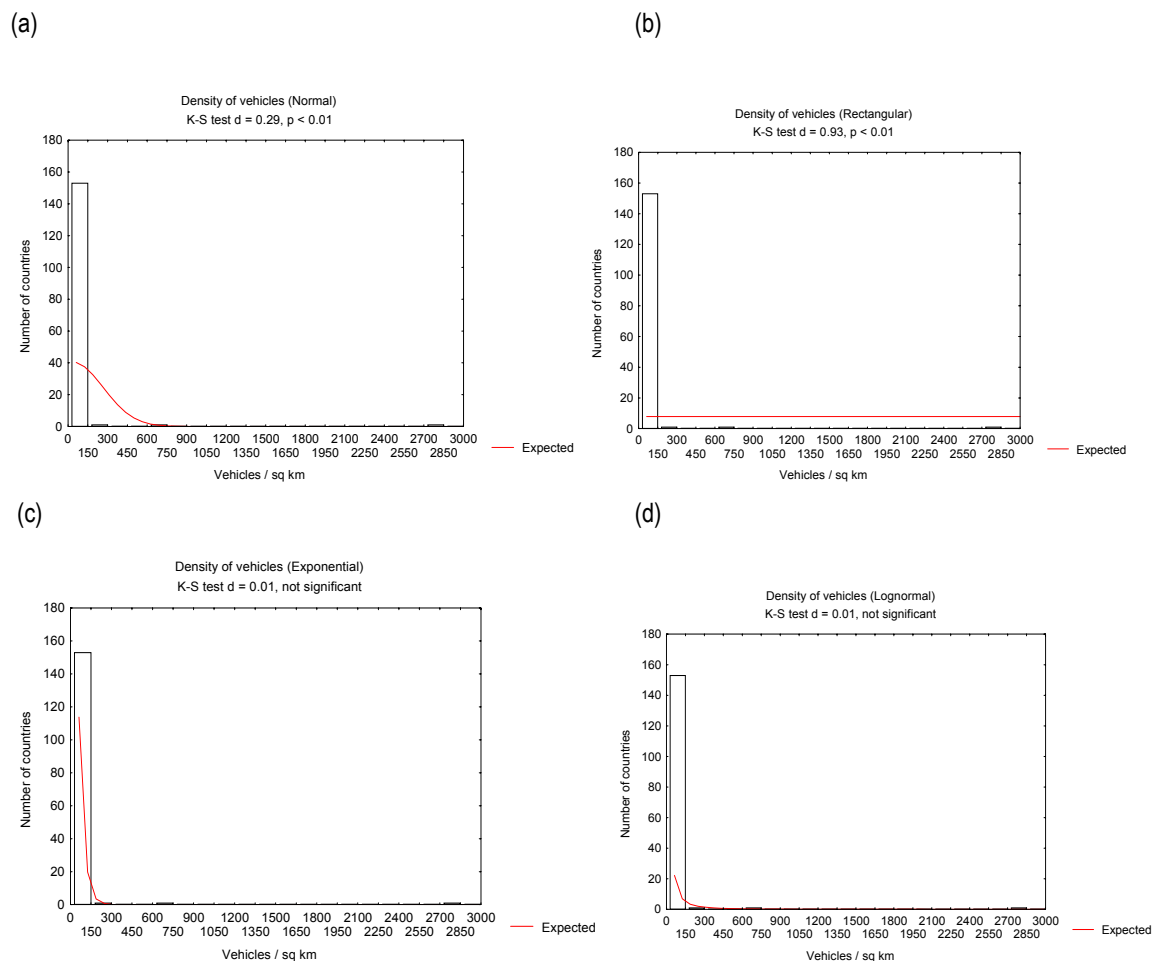 (a)
Density of vehicles (Normal)
K-S test d = 0.29, p < 0.01
Number of countries
180
160
140
120
100
80
60
40
20
0
0 300 600 900 1200 1500 1800 2100 2400 2700 3000
150 450 750 1050 1350 1650 1950 2250 2550 2850
Vehicles / sq km
Expected
(b)
Density of vehicles (Rectangular)
K-S test d = 0.93, p < 0.01
Number of countries
180
160
140
120
100
80
60
40
20
0
0 300 600 900 1200 1500 1800 2100 2400 2700 3000
150 450 750 1050 1350 1650 1950 2250 2550 2850
Vehicles / sq km
Expected
(c)
Density of vehicles (Exponential)
K-S test d = 0.01, not significant
Number of countries
180
160
140
120
100
80
60
40
20
0
0 300 600 900 1200 1500 1800 2100 2400 2700 3000
150 450 750 1050 1350 1650 1950 2250 2550 2850
Vehicles / sq km
Expected
(d)
Density of vehicles (Lognormal)
K-S test d = 0.01, not significant
Number of countries
180
160
140
120
100
80
60
40
20
0
0 300 600 900 1200 1500 1800 2100 2400 2700 3000
150 450 750 1050 1350 1650 1950 2250 2550 2850
Vehicles / sq km
Expected